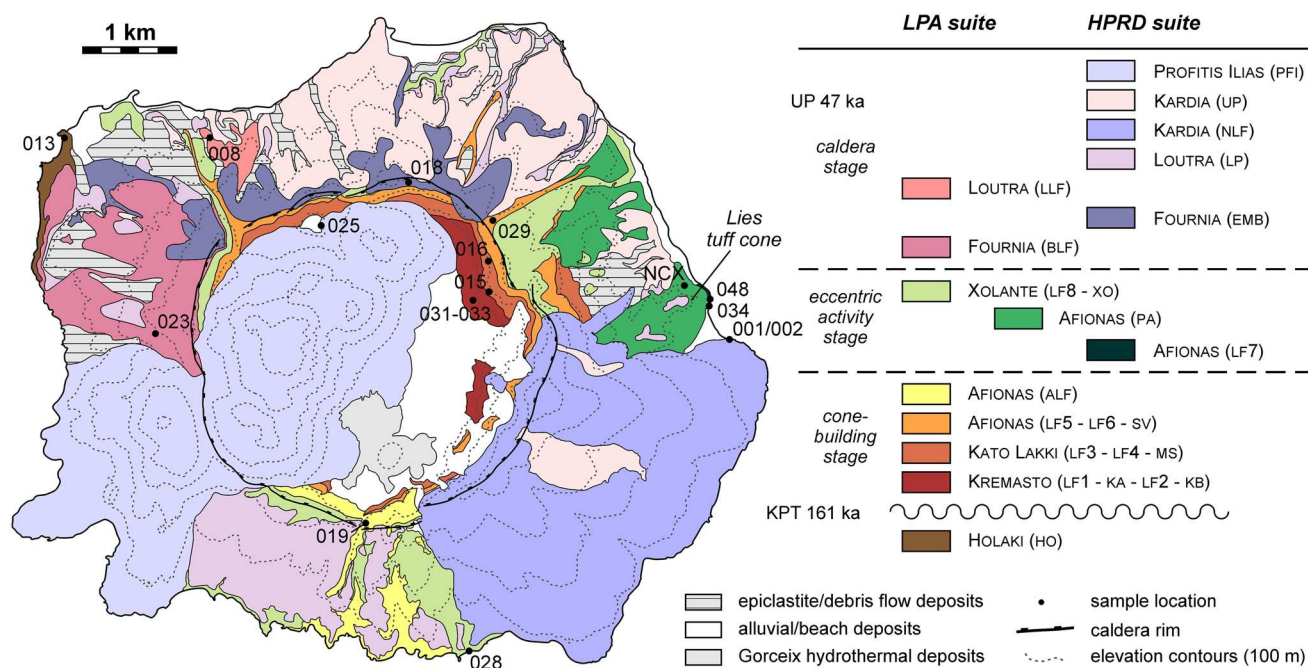 1 km
LPA suite
HPRD suite
PROFITIS ILIAS (PFI)
UP 47 ka
KARDIA (UP)
KARDIA (NLF)
caldera
stage
LOUTRA (LP)
LOUTRA (LLF)
FOURNIA (EMB)
FOURNIA (BLF)
eccentric
activity
stage
XOLANTE (LF8 - XO)
AFIONAS (PA)
AFIONAS (LF7)
cone-
building
stage
AFIONAS (ALF)
AFIONAS (LF5 - LF6 - SV)
KATO LAKKI (LF3 - LF4 - MS)
KREMASTO (LF1 - KA - LF2 - KB)
KPT 161 ka
HOLAKI (HO)
013
008
018
025
029
Lies
tuff cone
016
NCX
015
048
031-033
034
023
001/002
019
028
epiclastite/debris flow deposits
alluvial/beach deposits
Gorceix hydrothermal deposits
sample location
caldera rim
elevation contours (100 m)